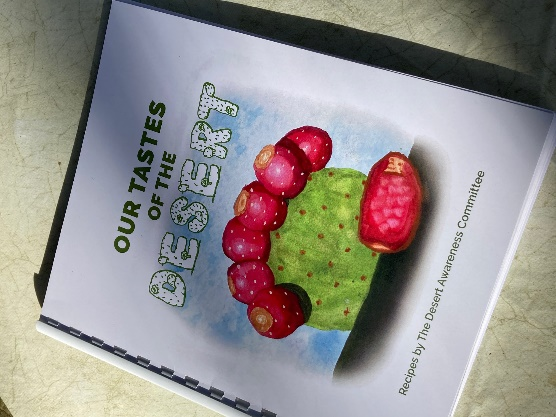 OUR TASTES
OF THE
DESERT
Recipes by The Desert Awareness Committee